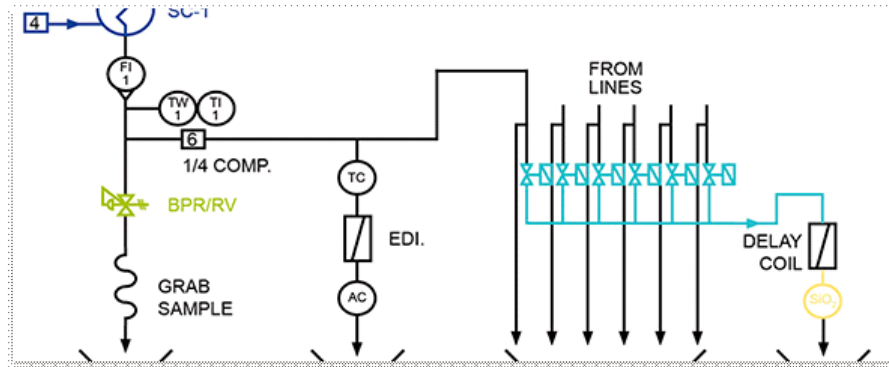 4
SC-1
FI
1
TW
1
TI
1
6
1/4 COMP.
FROM
LINES
TC
BPR/RV
EDI.
DELAY
COIL
GRAB
SAMPLE
AC
SiO₂